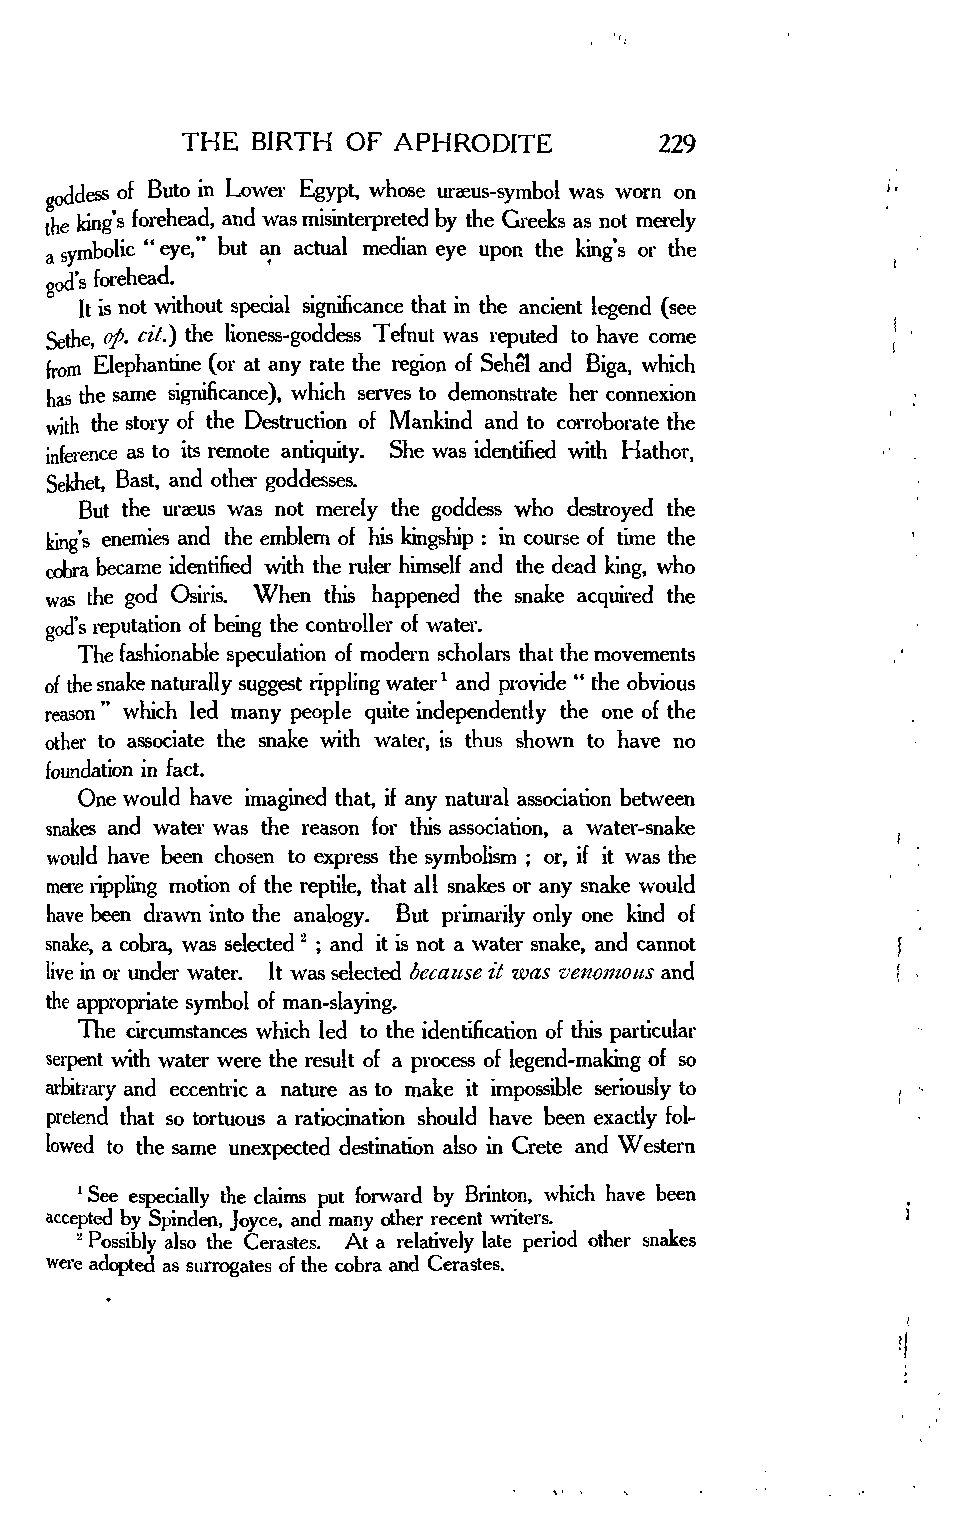 THE BIRTH OF APHRODITE 229
goddess of Buto in Lower Egypt, whose uræus-symbol was worn on
the king's forehead, and was misinterpreted by the Greeks as not merely
a symbolic "eye," but an actual median eye upon the king's or the
god's forehead.
It is not without special significance that in the ancient legend (see
Sethe, op. cit.) the lioness-goddess Tefnut was reputed to have come
from Elephantine (or at any rate the region of Sehêl and Biga, which
has the same significance), which serves to demonstrate her connexion
with the story of the Destruction of Mankind and to corroborate the
inference as to its remote antiquity. She was identified with Hathor,
Sekhet, Bast, and other goddesses.
But the uræus was not merely the goddess who destroyed the
king's enemies and the emblem of his kingship : in course of time the
cobra became identified with the ruler himself and the dead king, who
was the god Osiris. When this happened the snake acquired the
god's reputation of being the controller of water.
The fashionable speculation of modern scholars that the movements
of the snake naturally suggest rippling water¹ and provide "the obvious
reason" which led many people quite independently the one of the
other to associate the snake with water, is thus shown to have no
foundation in fact.
One would have imagined that, if any natural association between
snakes and water was the reason for this association, a water-snake
would have been chosen to express the symbolism ; or, if it was the
mere rippling motion of the reptile, that all snakes or any snake would
have been drawn into the analogy. But primarily only one kind of
snake, a cobra, was selected² ; and it is not a water snake, and cannot
live in or under water. It was selected because it was venomous and
the appropriate symbol of man-slaying.
The circumstances which led to the identification of this particular
serpent with water were the result of a process of legend-making of so
arbitrary and eccentric a nature as to make it impossible seriously to
pretend that so tortuous a ratiocination should have been exactly fol-
lowed to the same unexpected destination also in Crete and Western
¹ See especially the claims put forward by Brinton, which have been
accepted by Spinden, Joyce, and many other recent writers.
² Possibly also the Cerastes. At a relatively late period other snakes
were adopted as surrogates of the cobra and Cerastes.